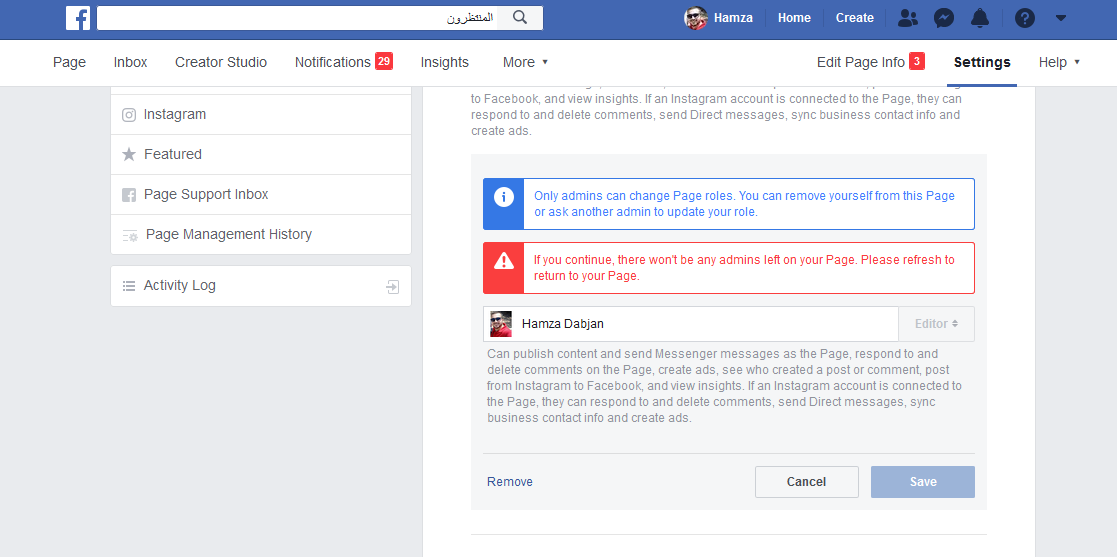 المنتظرون
Hamza
Home
Create
Page
Inbox
Creator Studio
Notifications 29
Insights
More
Edit Page Info 3
Settings
Help
Instagram
Featured
Page Support Inbox
Page Management History
Activity Log
to Facebook, and view insights. If an Instagram account is connected to the Page, they can
respond to and delete comments, send Direct messages, sync business contact info and
create ads.
Only admins can change Page roles. You can remove yourself from this Page
or ask another admin to update your role.
If you continue, there won't be any admins left on your Page. Please refresh to
return to your Page.
Hamza Dabjan
Editor
Can publish content and send Messenger messages as the Page, respond to and
delete comments on the Page, create ads, see who created a post or comment, post
from Instagram to Facebook, and view insights. If an Instagram account is connected to
the Page, they can respond to and delete comments, send Direct messages, sync
business contact info and create ads.
Remove
Cancel
Save